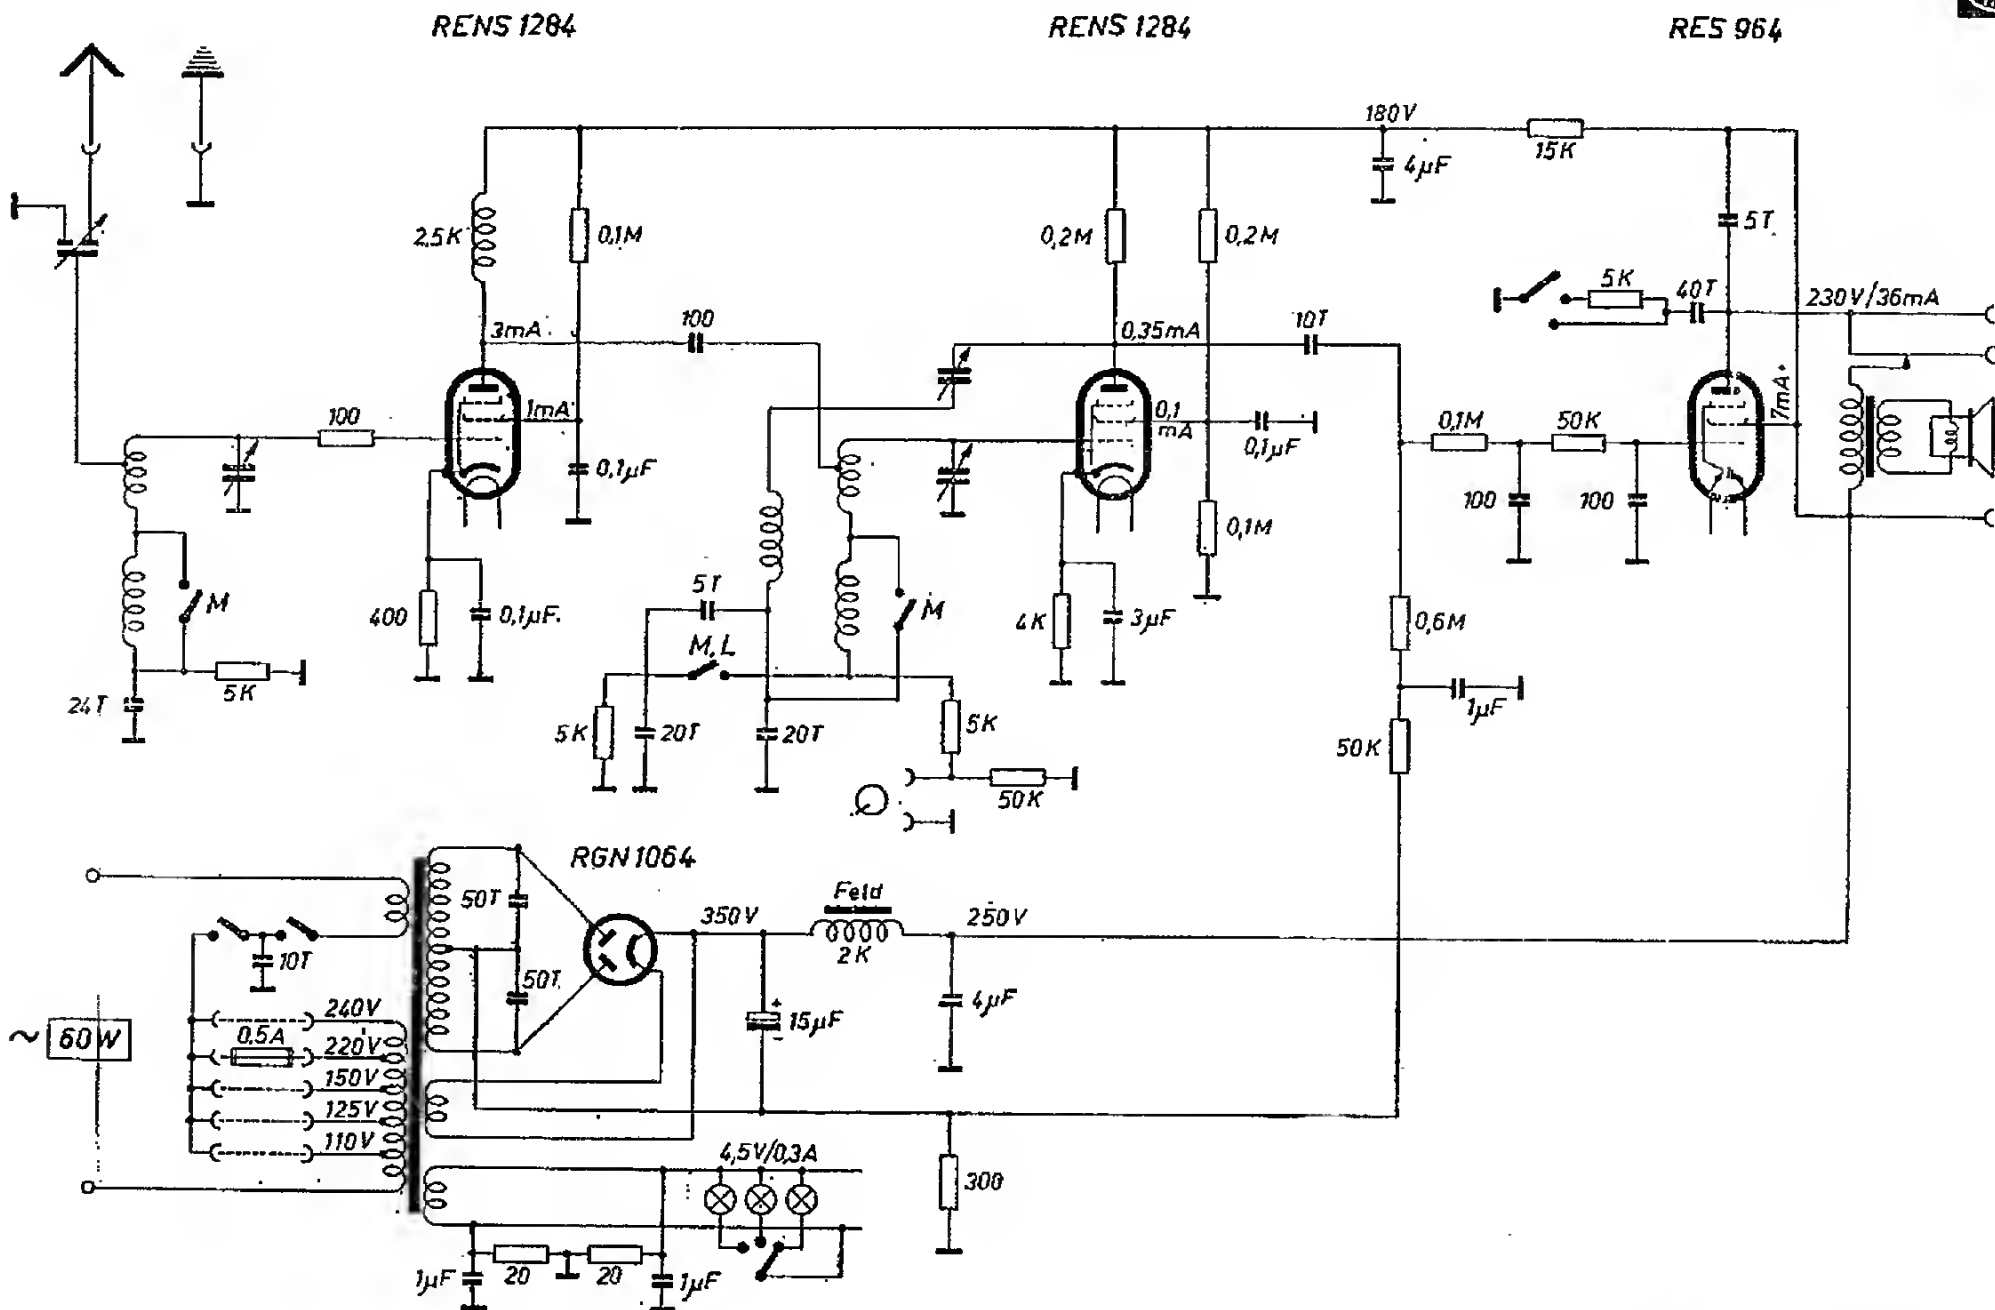 RENS 1284
RENS 1284
RES 964
180V
15K
4µF
2,5K
0,1M
0,2M
0,2M
5T
5K
40T
230V/36mA
3mA
100
0,35mA
10T
1mA
0,1 mA
7mA
100
0,1µF
0,1µF
0,1M
50K
100
100
0,1M
M
400
0,1µF
5T
M
4K
3µF
0,6M
M,L
5K
24T
5K
20T
20T
5K
1µF
50K
50K
RGN 1064
50T
350V
Feld
2K
250V
10T
50T
15µF
+
-
4µF
~ 60W
240V
0,5A
220V
150V
125V
110V
4,5V/0,3A
300
1µF
20
20
1µF